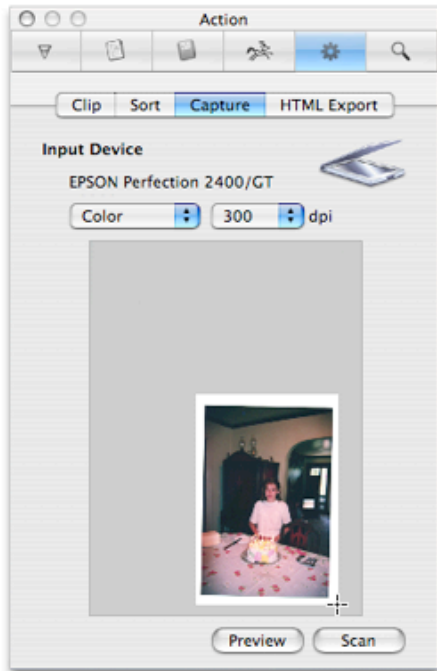 Action
Clip Sort Capture HTML Export
Input Device
EPSON Perfection 2400/GT
Color 300 dpi
Preview Scan